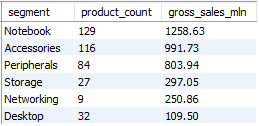 segment product_count gross_sales_mln
Notebook 129 1258.63
Accessories 116 991.73
Peripherals 84 803.94
Storage 27 297.05
Networking 9 250.86
Desktop 32 109.50